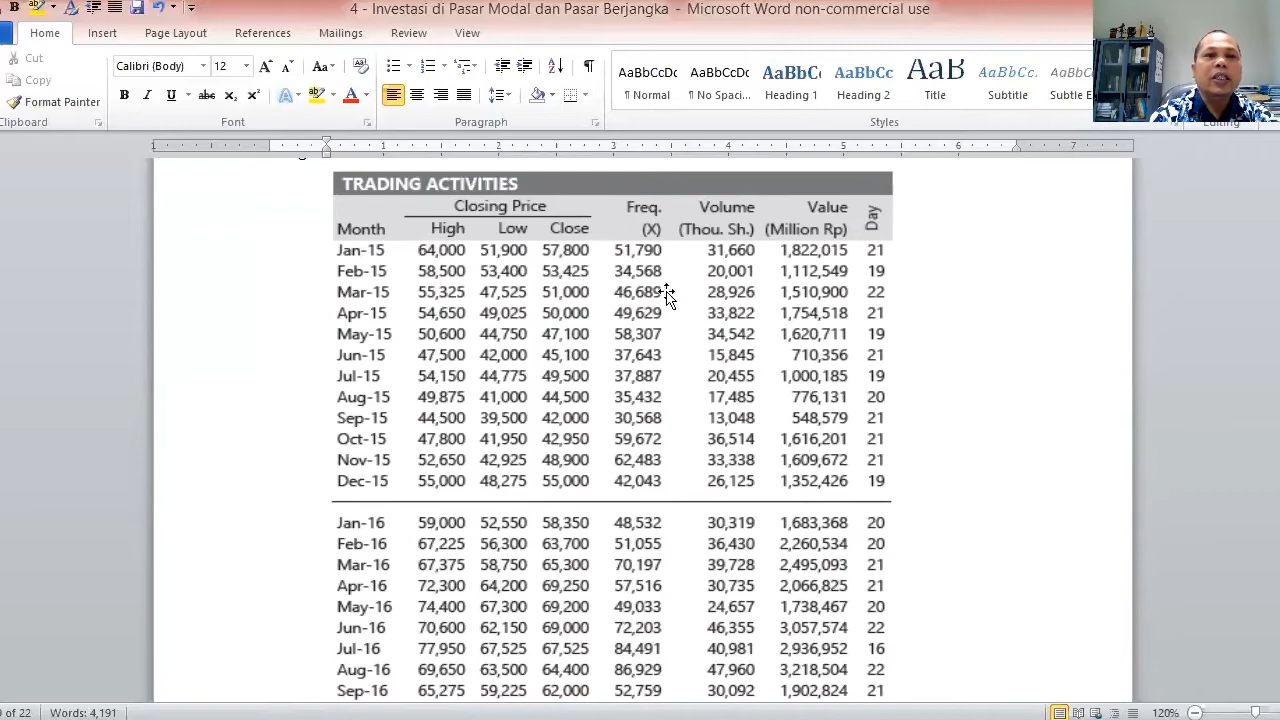 4 - Investasi di Pasar Modal dan Pasar Berjangka - Microsoft Word non-commercial use
Home Insert Page Layout References Mailings Review View
Cut
Copy
Format Painter
Calibri (Body) 12
AaBbCcDc AaBbCcDc AaBbC AaBbCc AaB AaBbCc. AaBbCc
¶ Normal ¶ No Spaci... Heading 1 Heading 2 Title Subtitle Subtle E
Clipboard Font Paragraph Styles Editing
1 1 2 3 4 5 6 7
TRADING ACTIVITIES
Closing Price Freq. Volume Value Day
Month High Low Close (X) (Thou. Sh.) (Million Rp)
Jan-15 64,000 51,900 57,800 51,790 31,660 1,822,015 21
Feb-15 58,500 53,400 53,425 34,568 20,001 1,112,549 19
Mar-15 55,325 47,525 51,000 46,689 28,926 1,510,900 22
Apr-15 54,650 49,025 50,000 49,629 33,822 1,754,518 21
May-15 50,600 44,750 47,100 58,307 34,542 1,620,711 19
Jun-15 47,500 42,000 45,100 37,643 15,845 710,356 21
Jul-15 54,150 44,775 49,500 37,887 20,455 1,000,185 19
Aug-15 49,875 41,000 44,500 35,432 17,485 776,131 20
Sep-15 44,500 39,500 42,000 30,568 13,048 548,579 21
Oct-15 47,800 41,950 42,950 59,672 36,514 1,616,201 21
Nov-15 52,650 42,925 48,900 62,483 33,338 1,609,672 21
Dec-15 55,000 48,275 55,000 42,043 26,125 1,352,426 19
Jan-16 59,000 52,550 58,350 48,532 30,319 1,683,368 20
Feb-16 67,225 56,300 63,700 51,055 36,430 2,260,534 20
Mar-16 67,375 58,750 65,300 70,197 39,728 2,495,093 21
Apr-16 72,300 64,200 69,250 57,516 30,735 2,066,825 21
May-16 74,400 67,300 69,200 49,033 24,657 1,738,467 20
Jun-16 70,600 62,150 69,000 72,203 46,355 3,057,574 22
Jul-16 77,950 67,525 67,525 84,491 40,981 2,936,952 16
Aug-16 69,650 63,500 64,400 86,929 47,960 3,218,504 22
Sep-16 65,275 59,225 62,000 52,759 30,092 1,902,824 21
9 of 22 Words: 4,191 120%